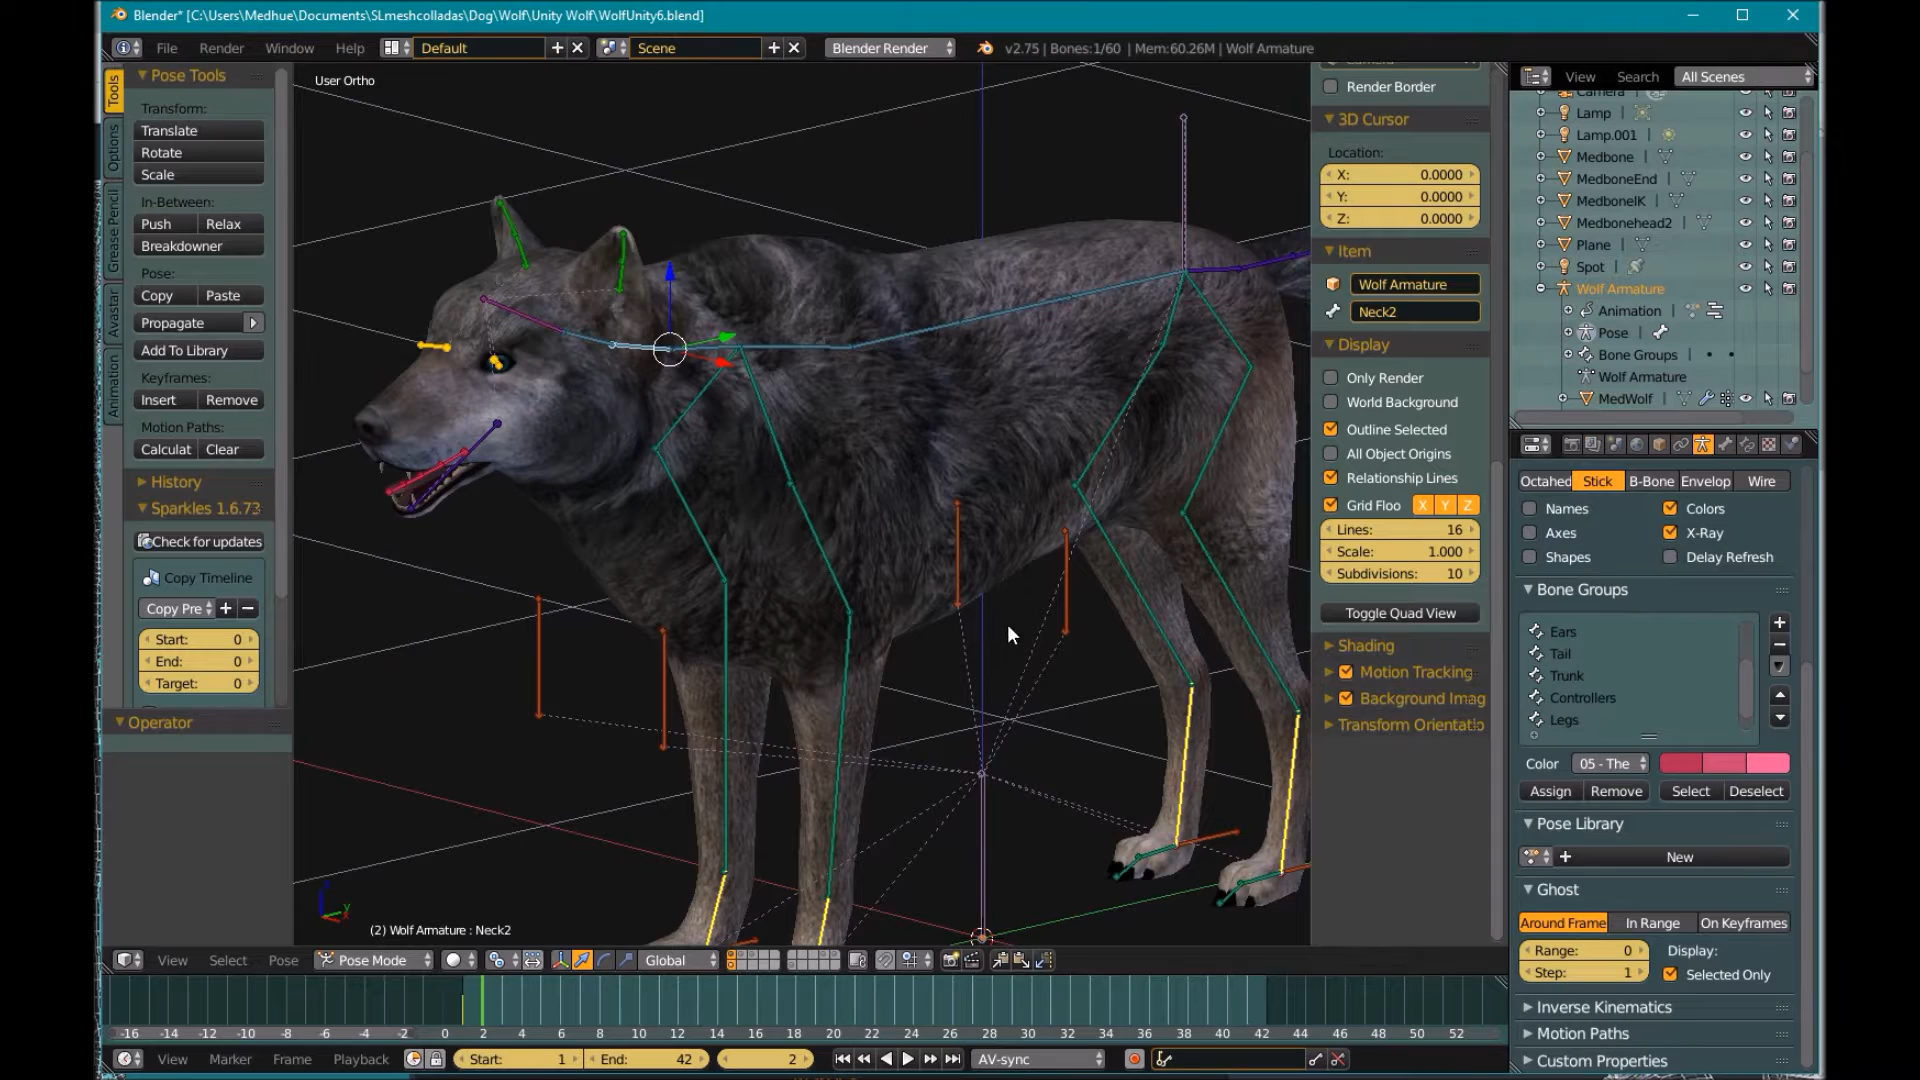 Blender* [C:\Users\Medhue\Documents\SLmeshcolladas\Dog\Wolf\Unity Wolf\WolfUnity6.blend]
File Render Window Help Default Scene Blender Render v2.75 | Bones:1/60 | Mem:60.26M | Wolf Armature
Tools
Options
Grease Pencil
Avastar
Animation
Pose Tools
Transform:
Translate
Rotate
Scale
In-Between:
Push Relax
Breakdowner
Pose:
Copy Paste
Propagate
Add To Library
Keyframes:
Insert Remove
Motion Paths:
Calculat Clear
History
Sparkles 1.6.73
Check for updates
Copy Timeline
Copy Pre
Start: 0
End: 0
Target: 0
Operator
User Ortho
(2) Wolf Armature : Neck2
Render Border
3D Cursor
Location:
X: 0.0000
Y: 0.0000
Z: 0.0000
Item
Wolf Armature
Neck2
Display
Only Render
World Background
Outline Selected
All Object Origins
Relationship Lines
Grid Floo X Y Z
Lines: 16
Scale: 1.000
Subdivisions: 10
Toggle Quad View
Shading
Motion Tracking
Background Imag
Transform Orientatio
View Search All Scenes
Camera
Lamp
Lamp.001
Medbone
MedboneEnd
MedboneIK
Medbonehead2
Plane
Spot
Wolf Armature
Animation
Pose
Bone Groups
Wolf Armature
MedWolf
Octahed Stick B-Bone Envelop Wire
Names Colors
Axes X-Ray
Shapes Delay Refresh
Bone Groups
Ears
Tail
Trunk
Controllers
Legs
Color 05 - The
Assign Remove Select Deselect
Pose Library
New
Ghost
Around Frame In Range On Keyframes
Range: 0 Display:
Step: 1 Selected Only
Inverse Kinematics
Motion Paths
Custom Properties
View Select Pose Pose Mode Global
-16 -14 -12 -10 -8 -6 -4 -2 0 2 4 6 8 10 12 14 16 18 20 22 24 26 28 30 32 34 36 38 40 42 44 46 48 50 52
View Marker Frame Playback Start: 1 End: 42 2 AV-sync